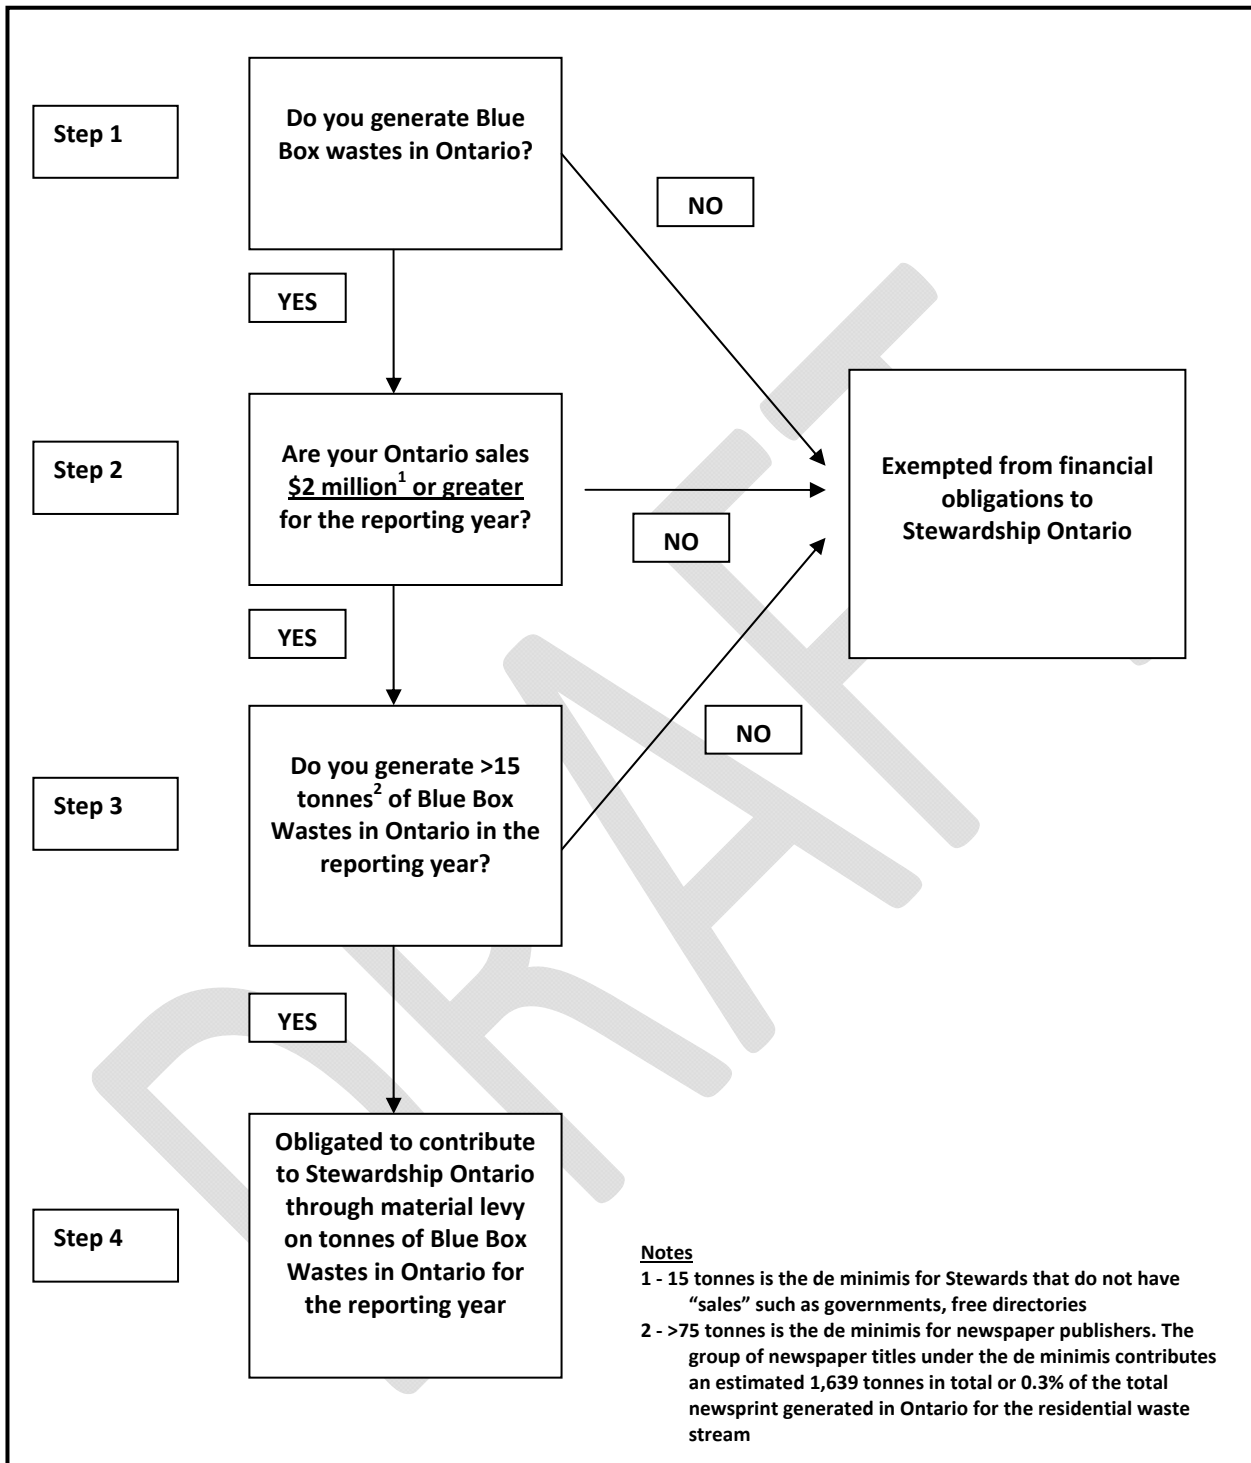 Step 1
Do you generate Blue
Box wastes in Ontario?
NO
YES
Step 2
Are your Ontario sales
$2 million¹ or greater
for the reporting year?
NO
Exempted from financial
obligations to
Stewardship Ontario
YES
Step 3
Do you generate >15
tonnes² of Blue Box
Wastes in Ontario in the
reporting year?
NO
YES
Step 4
Obligated to contribute
to Stewardship Ontario
through material levy
on tonnes of Blue Box
Wastes in Ontario for
the reporting year
Notes
1 - 15 tonnes is the de minimis for Stewards that do not have
“sales” such as governments, free directories
2 - >75 tonnes is the de minimis for newspaper publishers. The
group of newspaper titles under the de minimis contributes
an estimated 1,639 tonnes in total or 0.3% of the total
newsprint generated in Ontario for the residential waste
stream
DRAFT